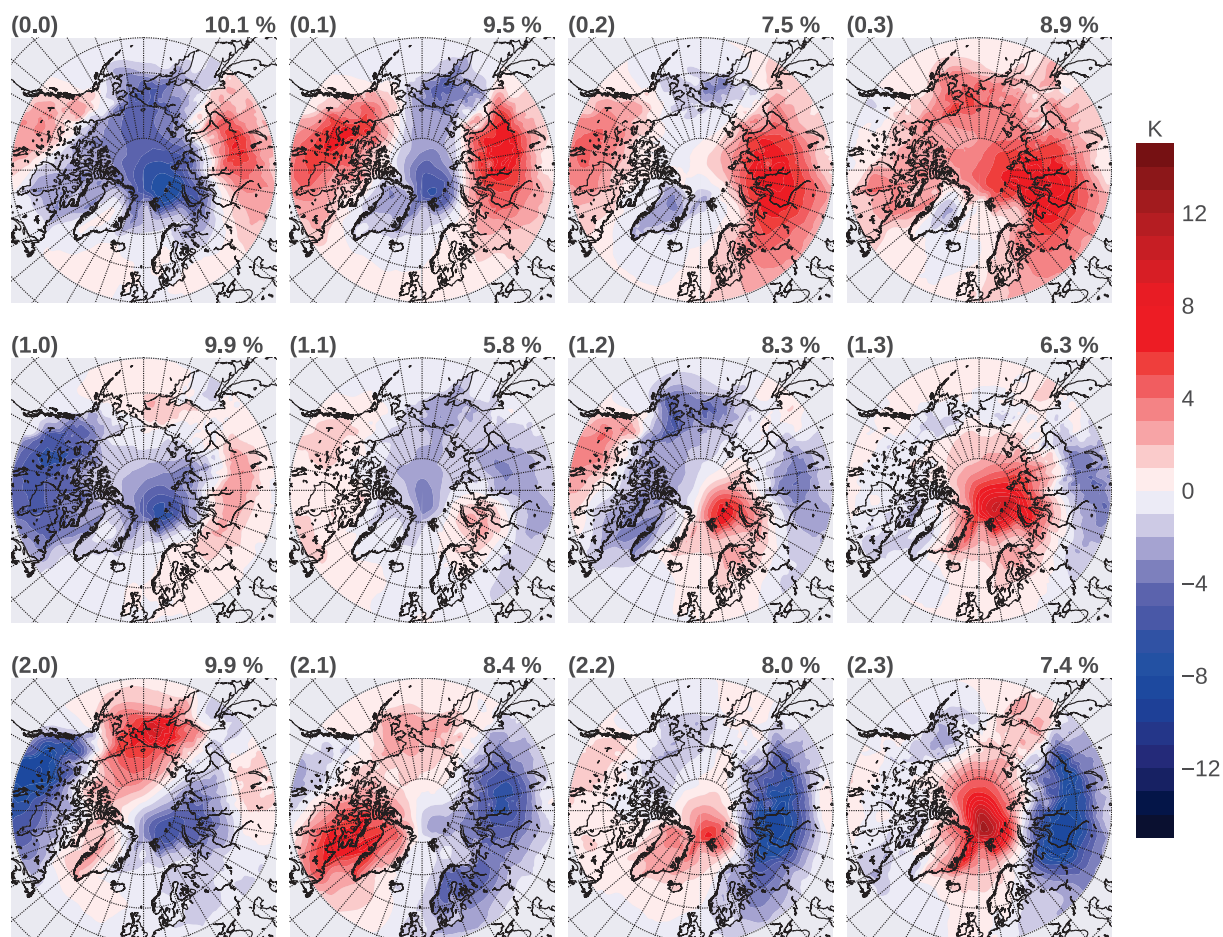 (0.0) 10.1 % (0.1) 9.5 % (0.2) 7.5 % (0.3) 8.9 %
K
12
8
(1.0) 9.9 % (1.1) 5.8 % (1.2) 8.3 % (1.3) 6.3 %
4
0
−4
(2.0) 9.9 % (2.1) 8.4 % (2.2) 8.0 % (2.3) 7.4 %
−8
−12